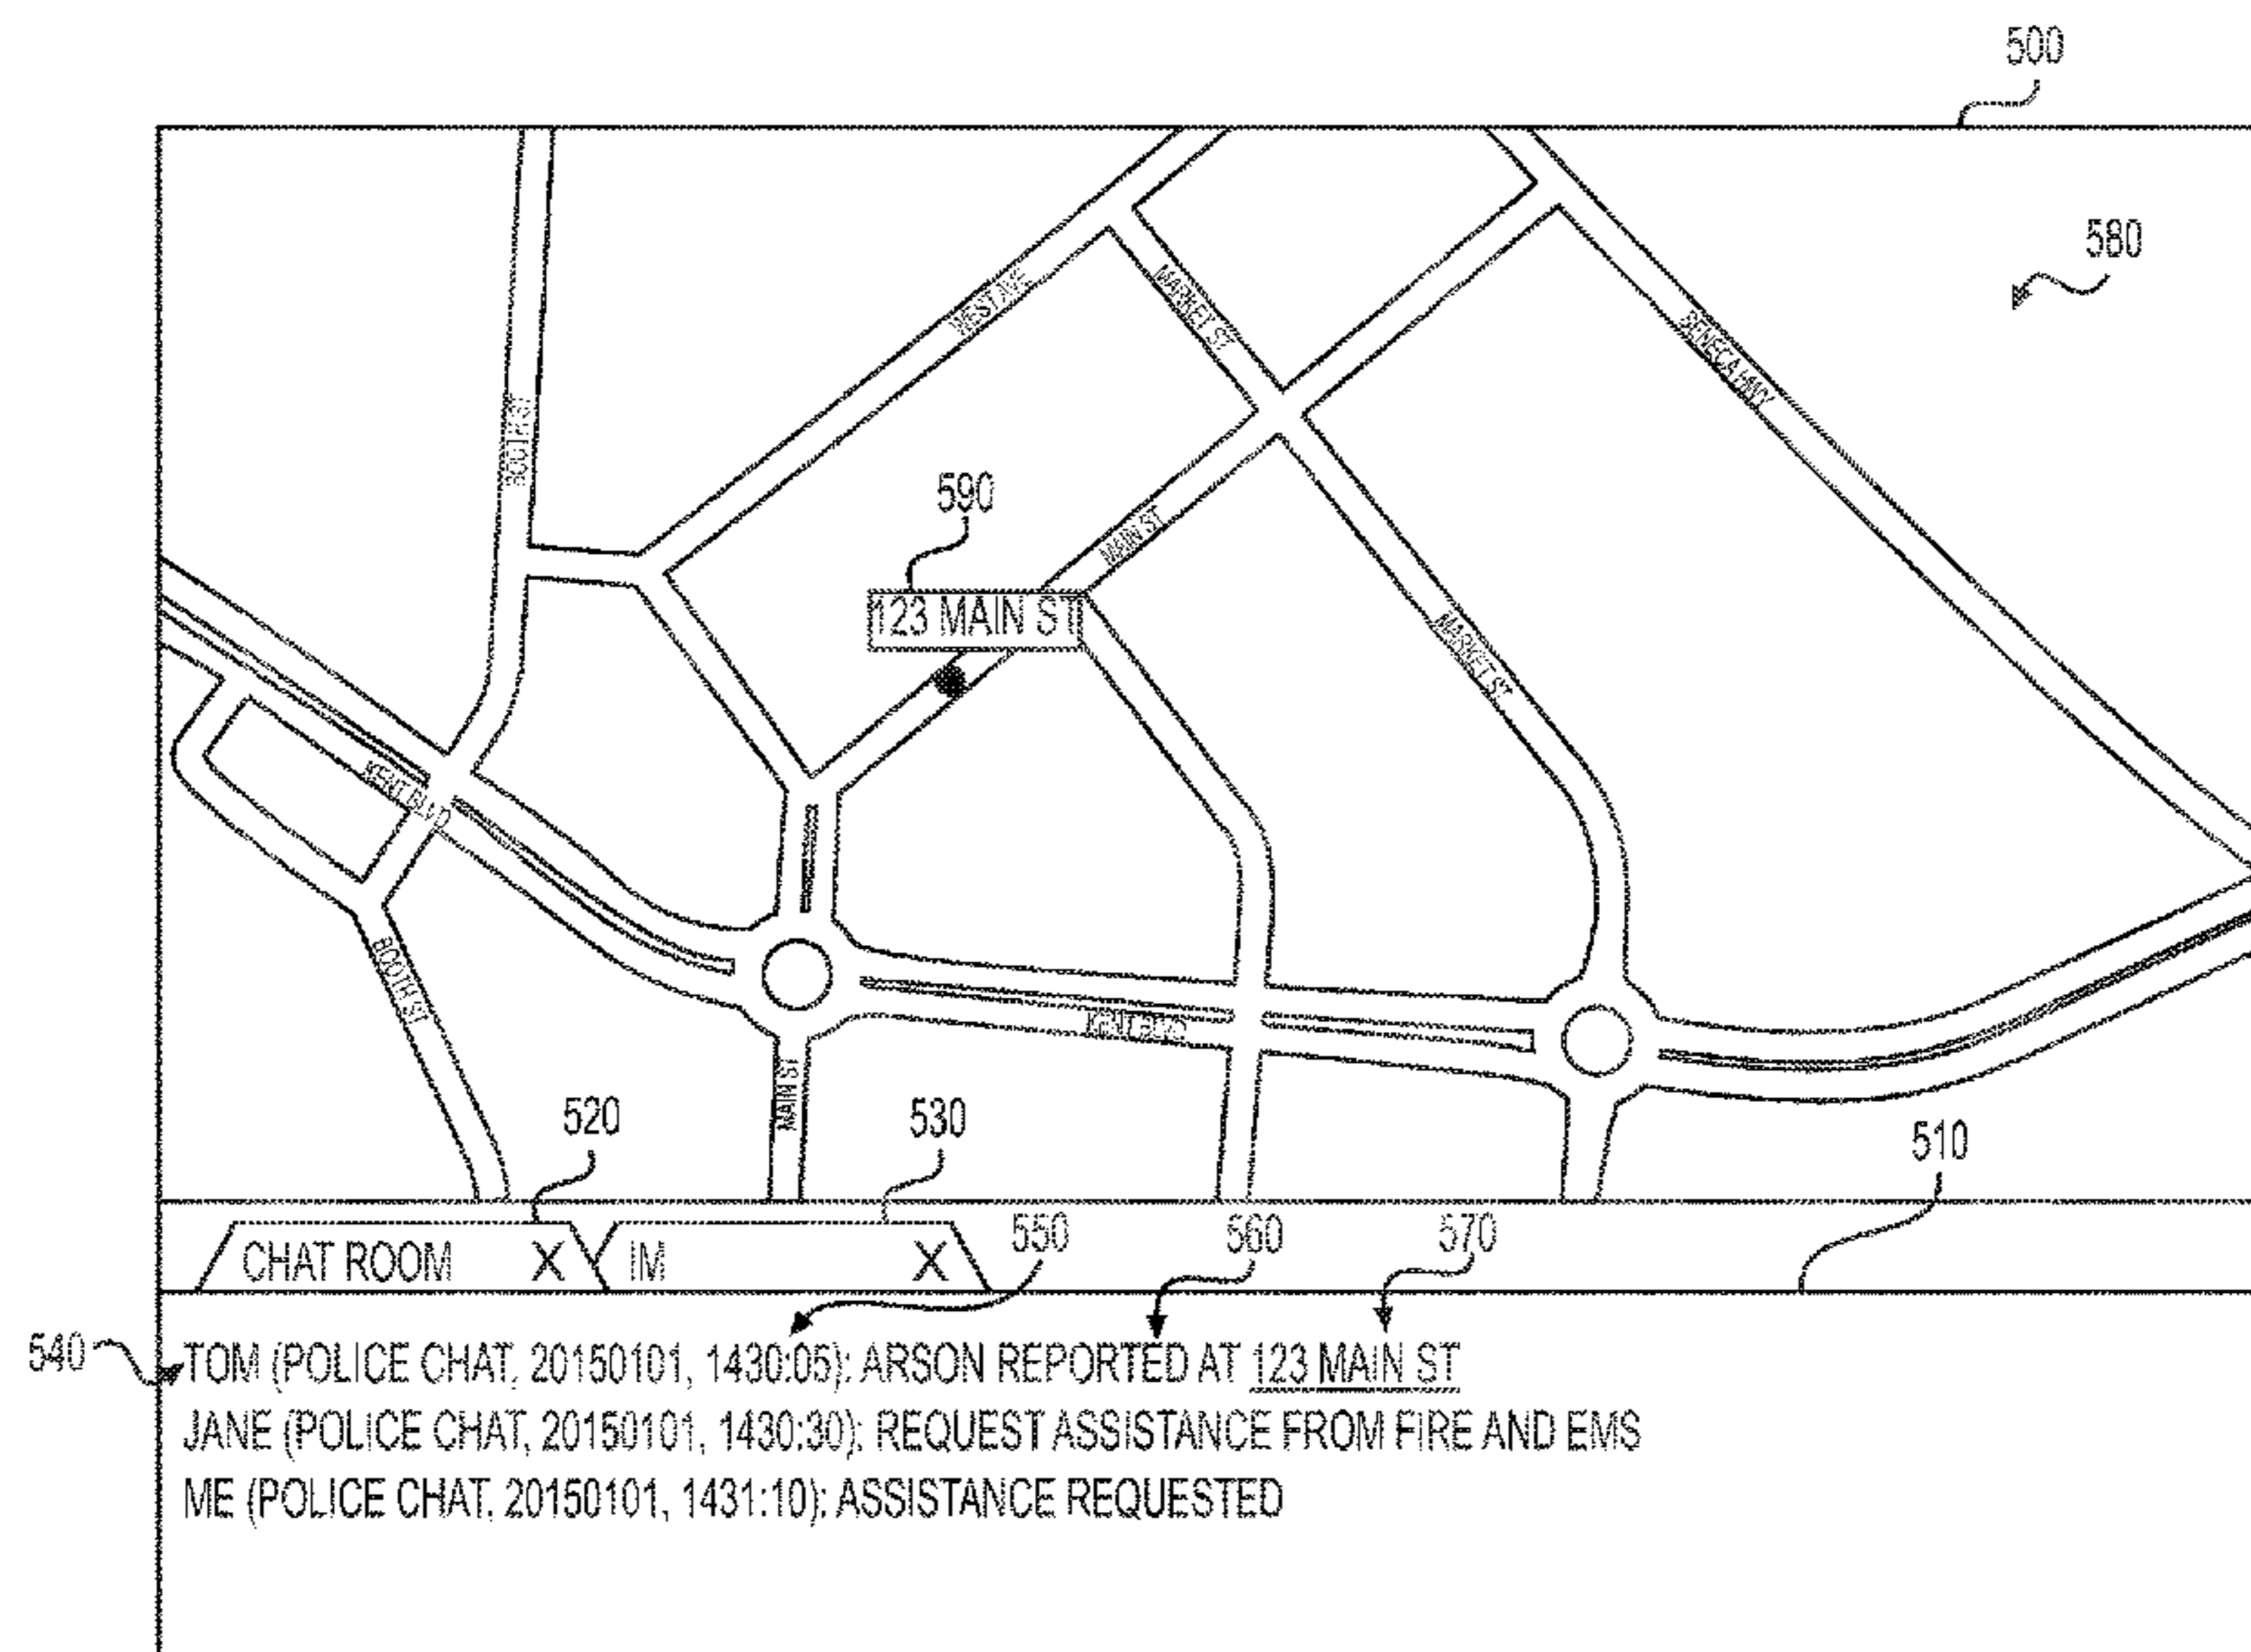 500
580
WEST AVE
MARKEY ST
SENECA HWY
BOOTH ST
590
MAIN ST
123 MAIN ST
MARKET ST
KENT BLVD
BOOTH ST
MAIN ST
520
530
510
550
560
570
CHAT ROOM X IM X
540
TOM (POLICE CHAT, 20150101, 1430:05): ARSON REPORTED AT 123 MAIN ST
JANE (POLICE CHAT, 20150101, 1430:30): REQUEST ASSISTANCE FROM FIRE AND EMS
ME (POLICE CHAT, 20150101, 1431:10): ASSISTANCE REQUESTED